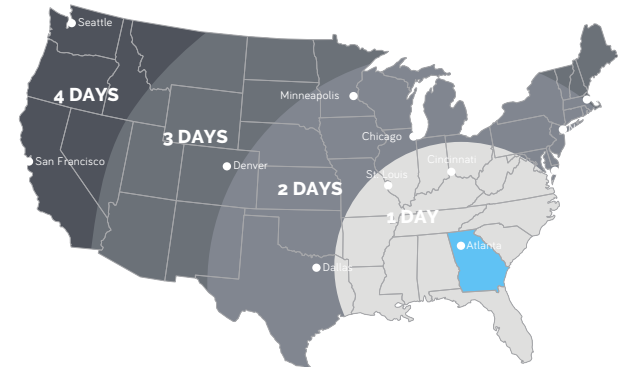 Seattle
4 DAYS
Minneapolis
3 DAYS
Chicago
San Francisco
Denver
Cincinnati
St. Louis
2 DAYS
1 DAY
Atlanta
Dallas